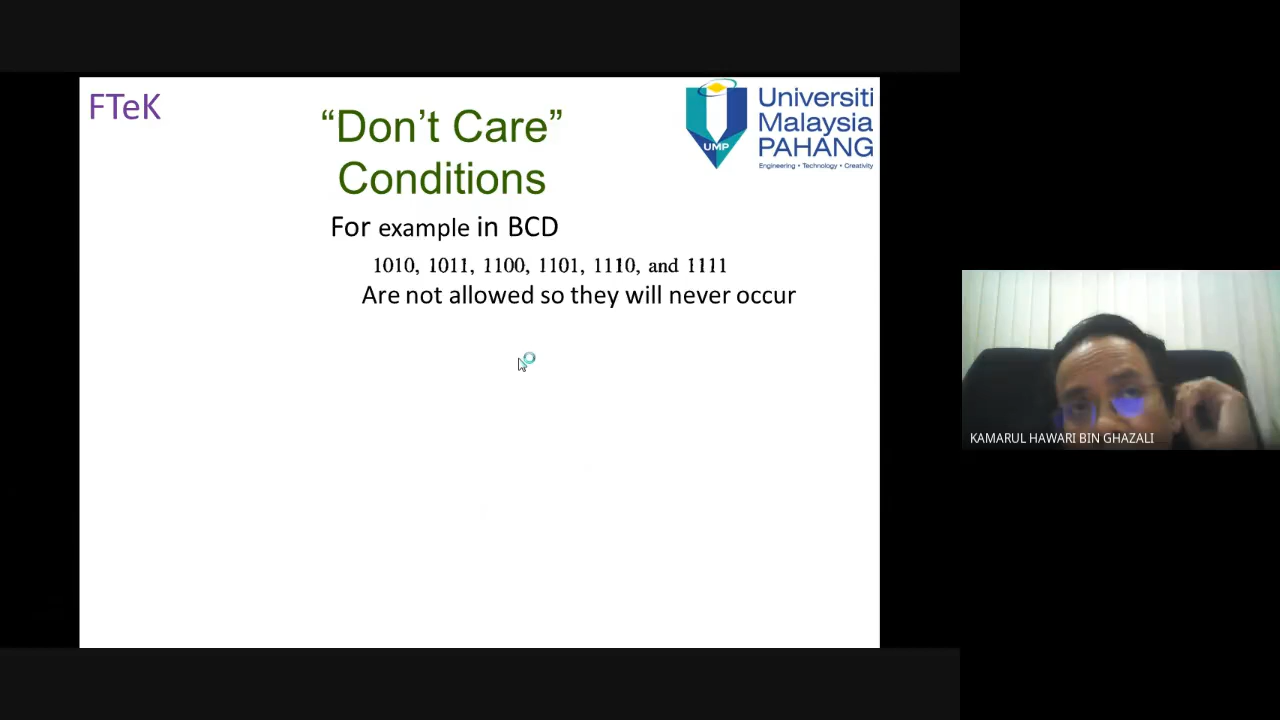 FTeK
“Don’t Care”
Conditions
Universiti
Malaysia
PAHANG
UMP
Engineering • Technology • Creativity
For example in BCD
1010, 1011, 1100, 1101, 1110, and 1111
Are not allowed so they will never occur
KAMARUL HAWARI BIN GHAZALI